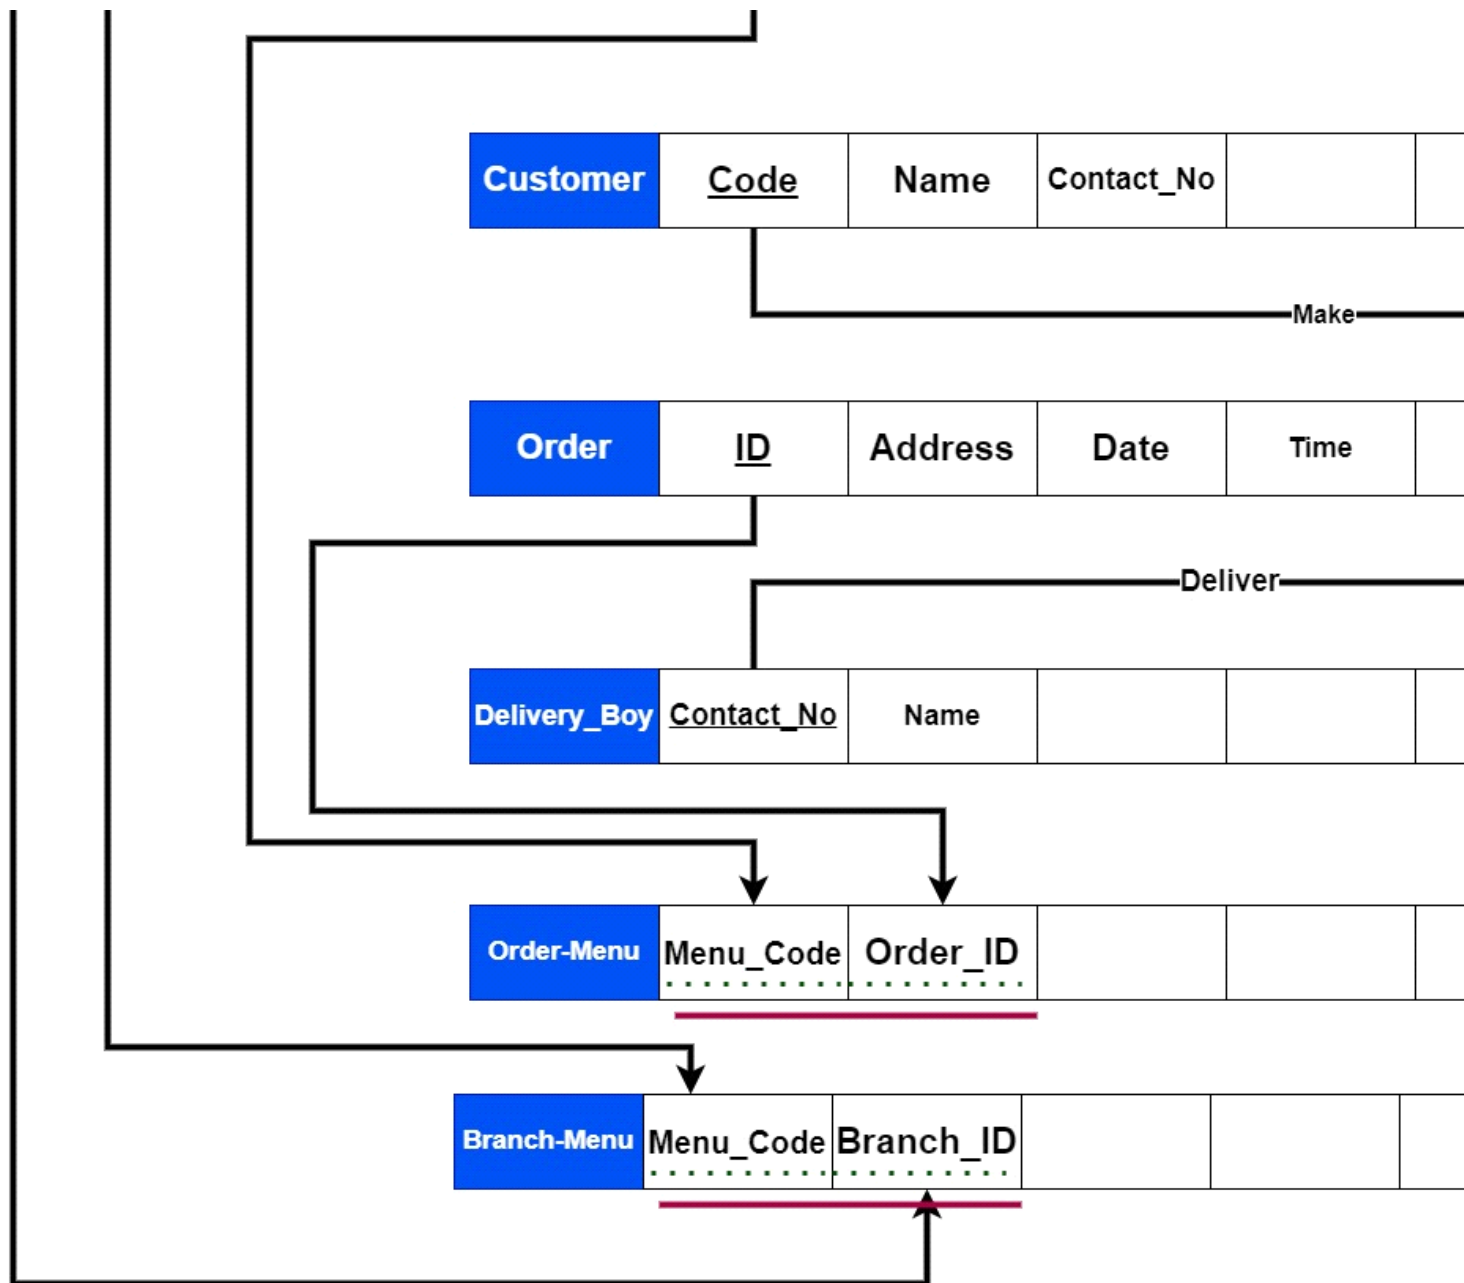 Customer Code Name Contact_No
Make
Order ID Address Date Time
Deliver
Delivery_Boy Contact_No Name
Order-Menu Menu_Code Order_ID
Branch-Menu Menu_Code Branch_ID